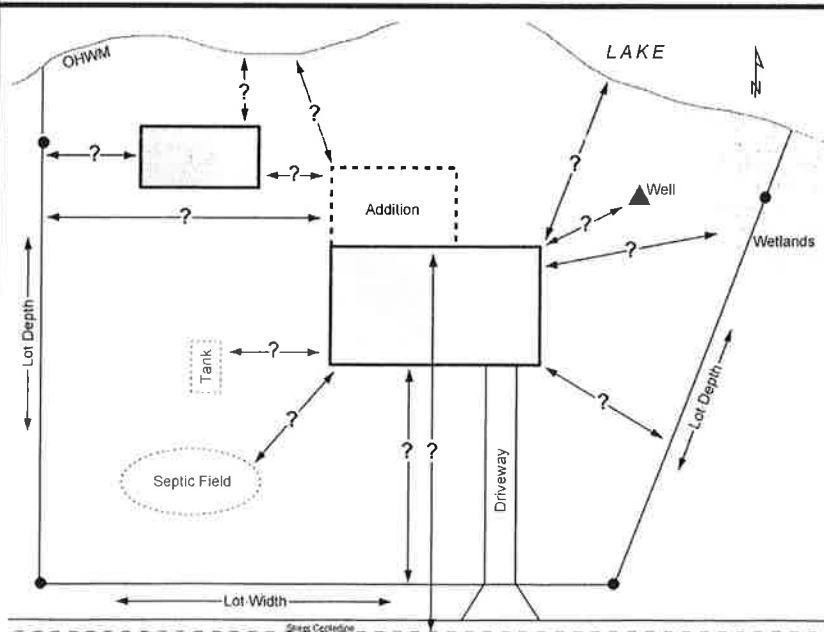 OHWM
LAKE
N
?
?
?
?
?
Well
?
Addition
?
?
Wetlands
Lot Depth
Tank
?
?
?
?
?
Lot Depth
Septic Field
Driveway
Lot Width
Street Centerline